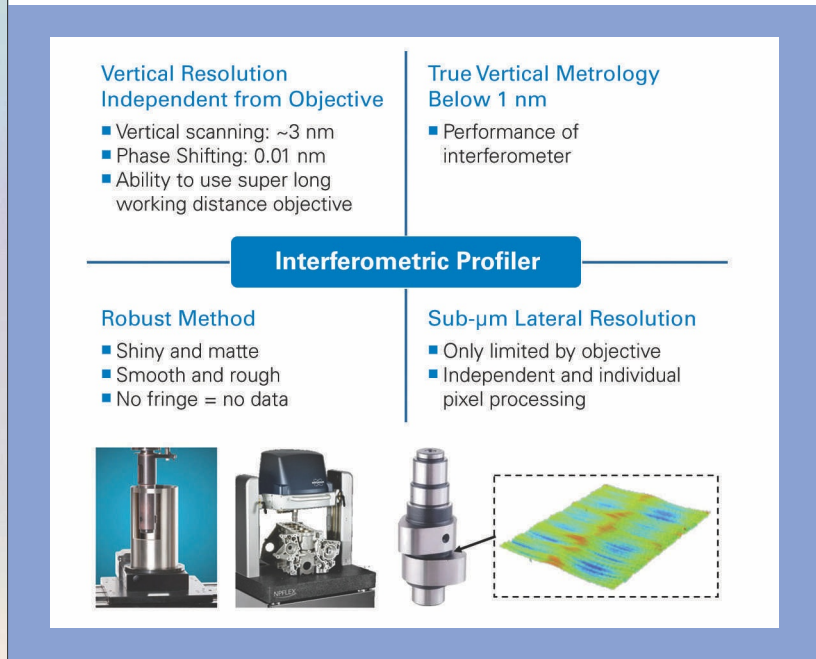 Vertical Resolution
Independent from Objective
■ Vertical scanning: ~3 nm
■ Phase Shifting: 0.01 nm
■ Ability to use super long
working distance objective
True Vertical Metrology
Below 1 nm
■ Performance of
interferometer
Interferometric Profiler
Robust Method
■ Shiny and matte
■ Smooth and rough
■ No fringe = no data
Sub-µm Lateral Resolution
■ Only limited by objective
■ Independent and individual
pixel processing
NPFLEX